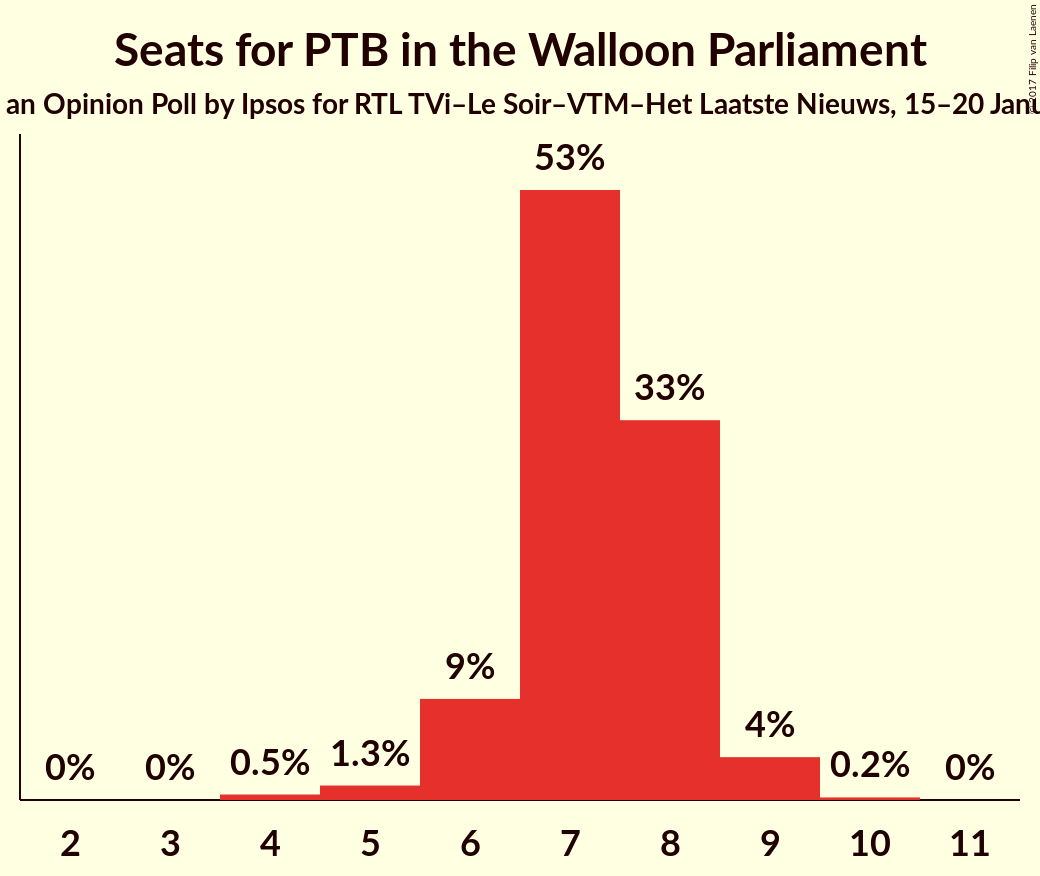 Seats for PTB in the Walloon Parliament
an Opinion Poll by Ipsos for RTL TVi–Le Soir–VTM–Het Laatste Nieuws, 15–20 Janu
© 2017 Filip van Laenen
53%
33%
9%
4%
0% 0% 0.5% 1.3% 0.2% 0%
2 3 4 5 6 7 8 9 10 11